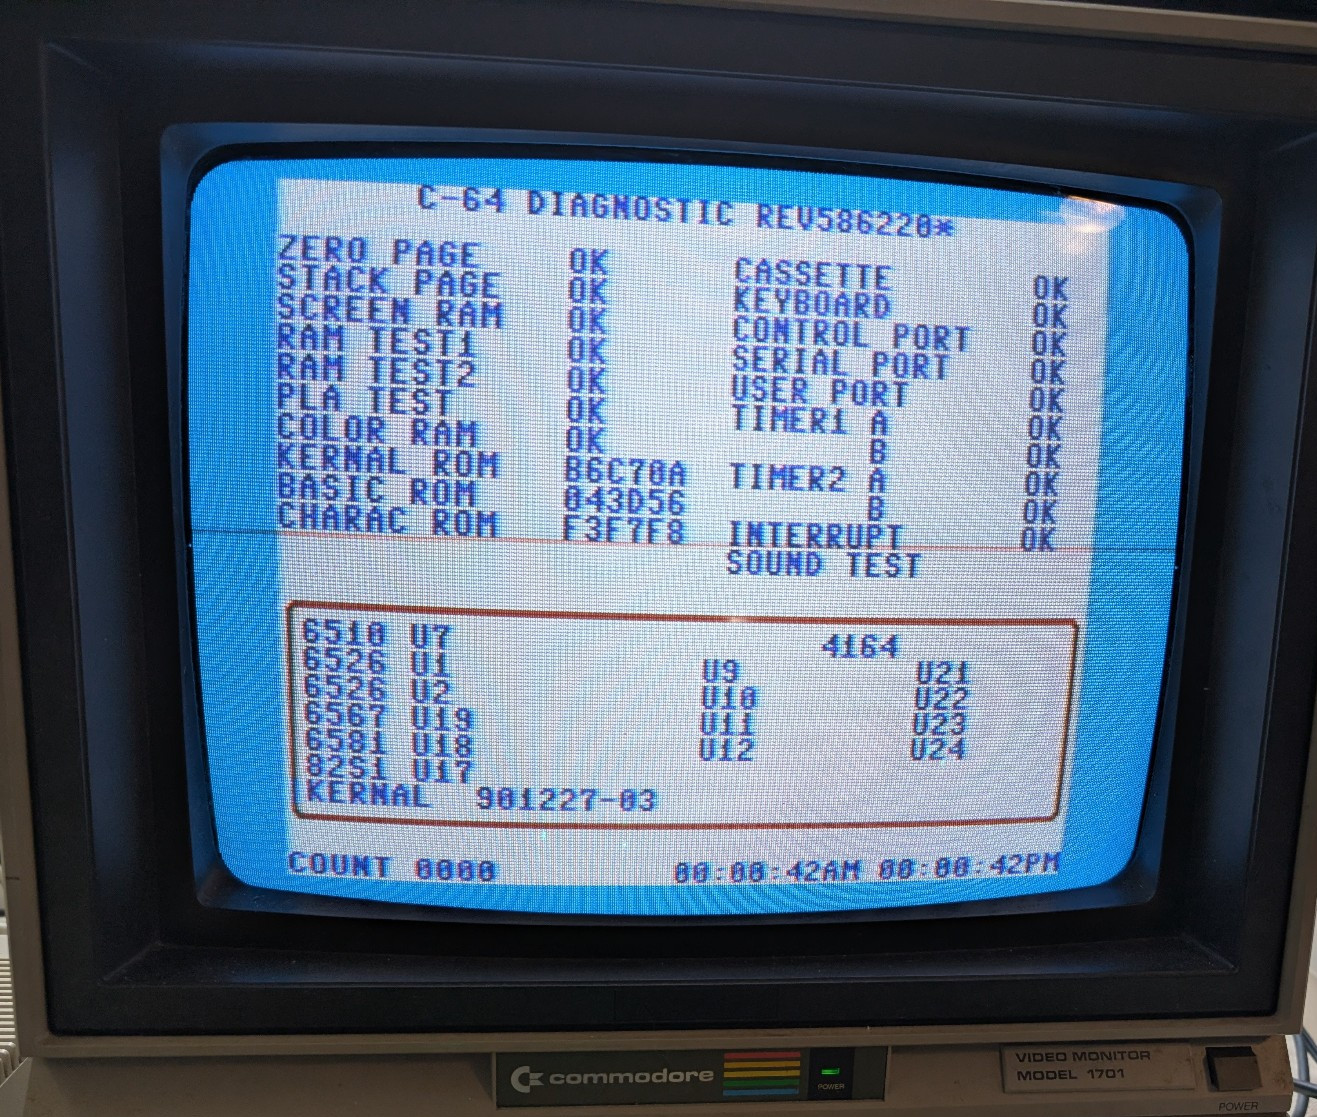 C-64 DIAGNOSTIC REV586220*
ZERO PAGE OK
STACK PAGE OK
SCREEN RAM OK
RAM TEST1 OK
RAM TEST2 OK
PLA TEST OK
COLOR RAM OK
KERNAL ROM B6C70A
BASIC ROM 043D56
CHARAC ROM F3F7F8
CASSETTE OK
KEYBOARD OK
CONTROL PORT OK
SERIAL PORT OK
USER PORT OK
TIMER1 A OK
B OK
TIMER2 A OK
B OK
INTERRUPT OK
SOUND TEST
6510 U7
6526 U1
6526 U2
6567 U19
6581 U18
82S1 U17
KERNAL 901227-03
4164
U9 U21
U10 U22
U11 U23
U12 U24
COUNT 0000 00:00:42AM 00:00:42PM
commodore
POWER
VIDEO MONITOR
MODEL 1701
POWER